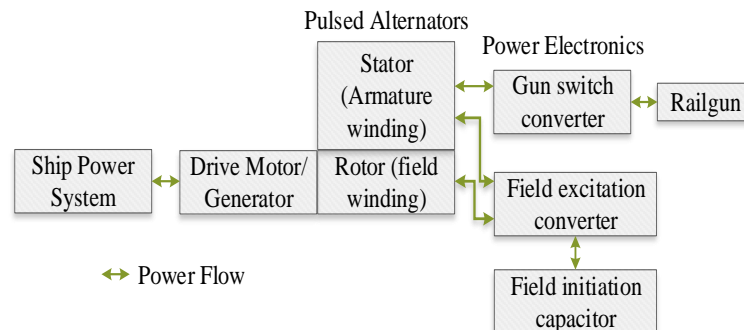 Pulsed Alternators
Power Electronics
Stator
(Armature
winding)
Gun switch
converter
Railgun
Ship Power
System
Drive Motor/
Generator
Rotor (field
winding)
Field excitation
converter
Power Flow
Field initiation
capacitor